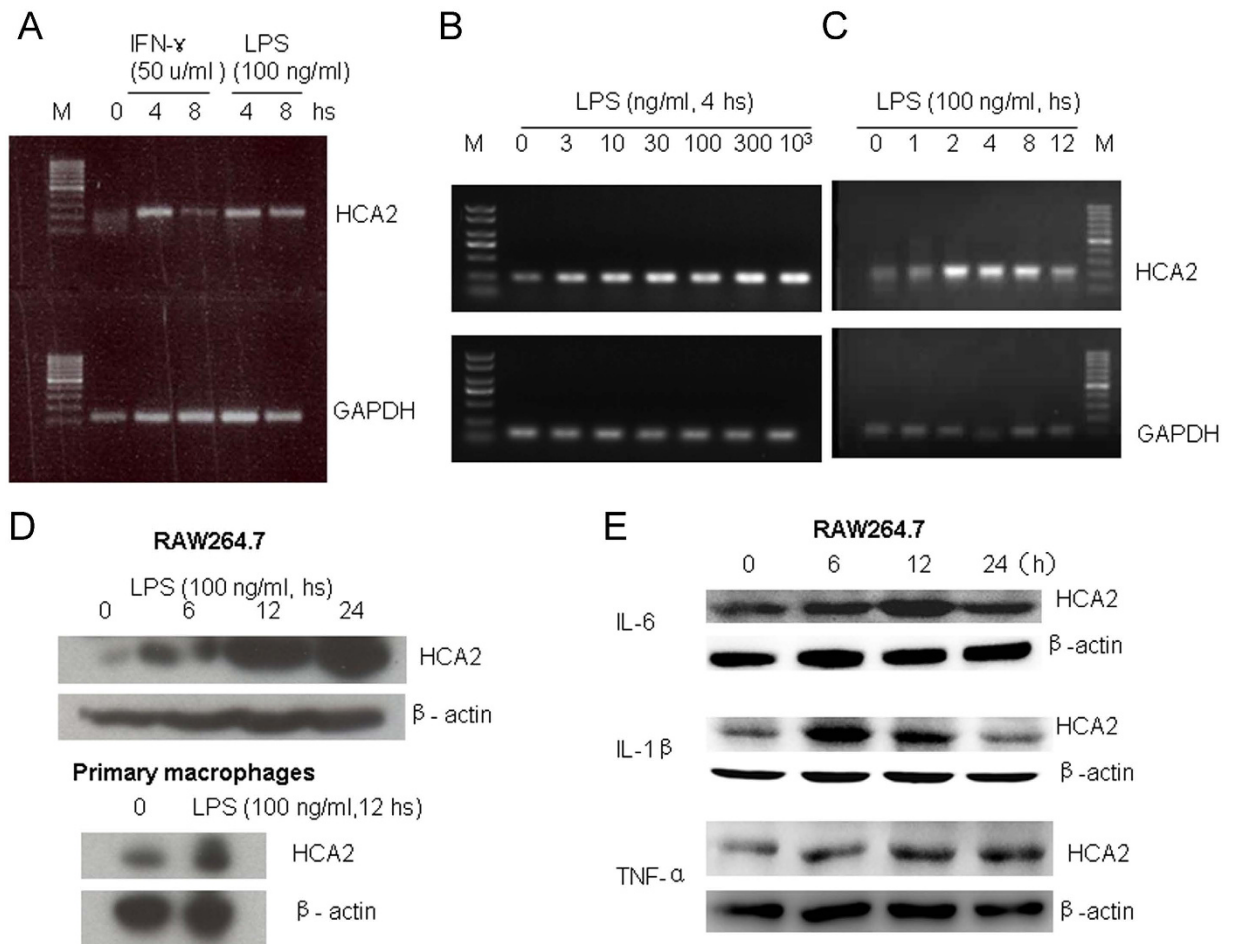 A
IFN-ɤ LPS
(50 u/ml ) (100 ng/ml)
M 0 4 8 4 8 hs
HCA2
GAPDH
B
LPS (ng/ml, 4 hs)
M 0 3 10 30 100 300 10³
C
LPS (100 ng/ml, hs)
0 1 2 4 8 12 M
HCA2
GAPDH
D
RAW264.7
LPS (100 ng/ml, hs)
0 6 12 24
HCA2
β- actin
Primary macrophages
0 LPS (100 ng/ml,12 hs)
HCA2
β- actin
E
RAW264.7
0 6 12 24 (h)
IL-6
HCA2
β-actin
IL-1β
HCA2
β-actin
TNF-α
HCA2
β-actin